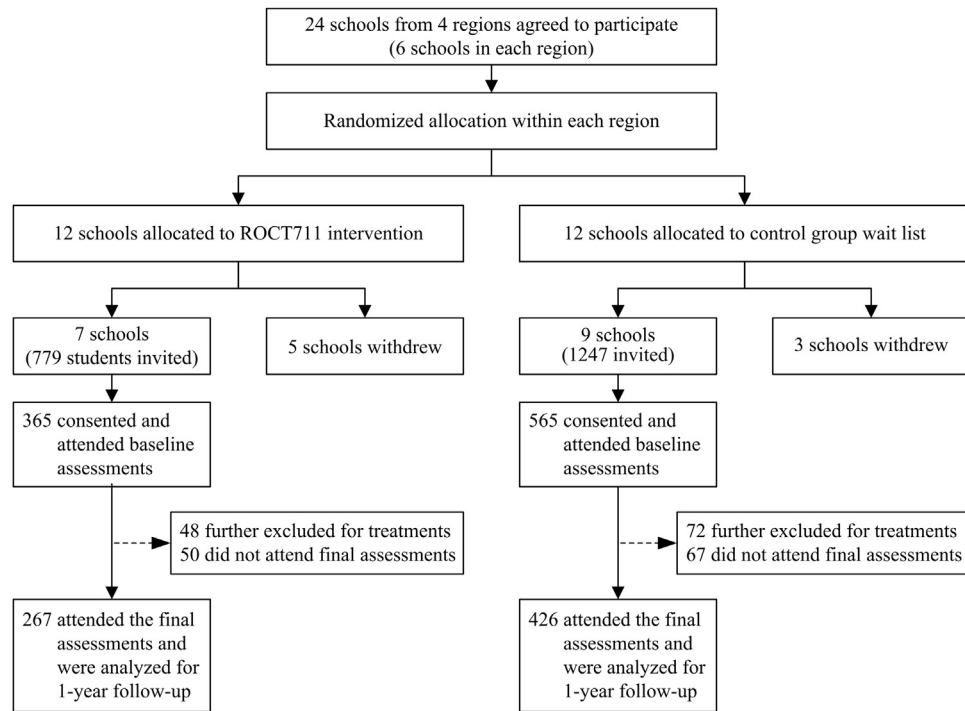 24 schools from 4 regions agreed to participate
(6 schools in each region)
Randomized allocation within each region
12 schools allocated to ROCT711 intervention
12 schools allocated to control group wait list
7 schools
(779 students invited)
5 schools withdrew
9 schools
(1247 invited)
3 schools withdrew
365 consented and
attended baseline
assessments
565 consented and
attended baseline
assessments
48 further excluded for treatments
50 did not attend final assessments
72 further excluded for treatments
67 did not attend final assessments
267 attended the final
assessments and
were analyzed for
1-year follow-up
426 attended the final
assessments and
were analyzed for
1-year follow-up